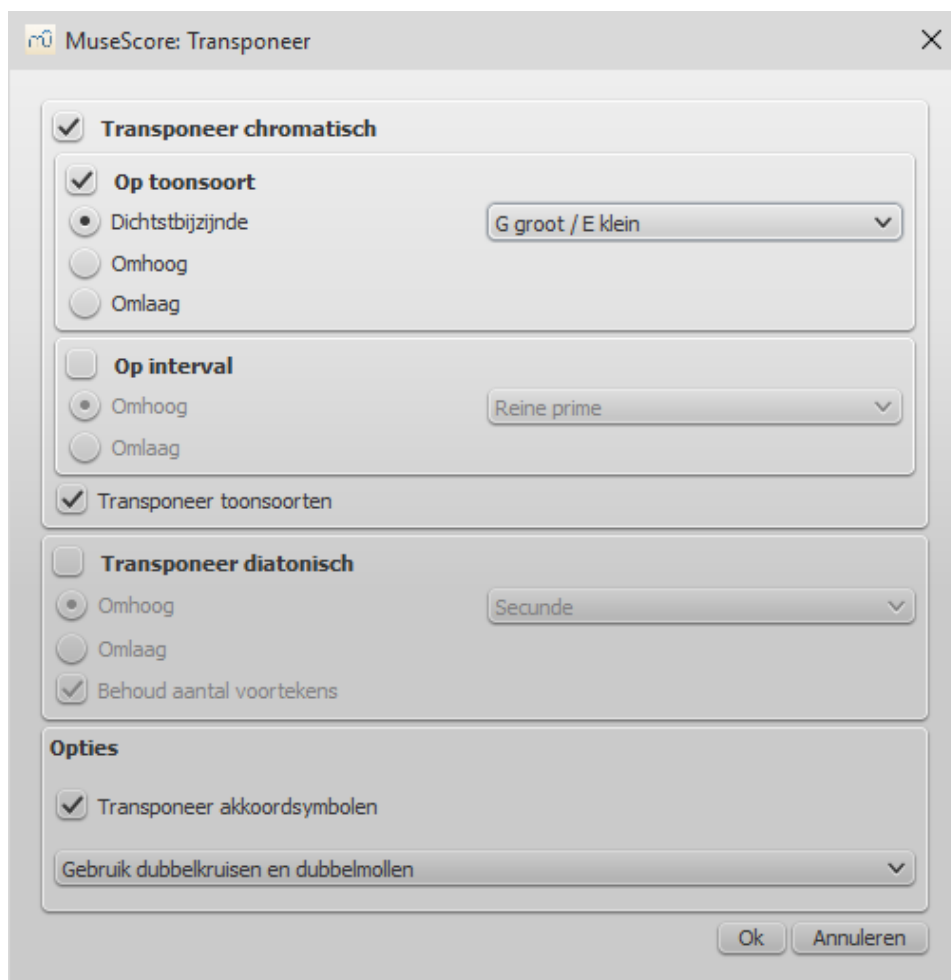 MuseScore: Transponeer
Transponeer chromatisch
Op toonsoort
Dichtstbijzijnde
G groot / E klein
Omhoog
Omlaag
Op interval
Omhoog
Reine prime
Omlaag
Transponeer toonsoorten
Transponeer diatonisch
Omhoog
Secunde
Omlaag
Behoud aantal voortekens
Opties
Transponeer akkoordsymbolen
Gebruik dubbelkruisen en dubbelmollen
Ok
Annuleren